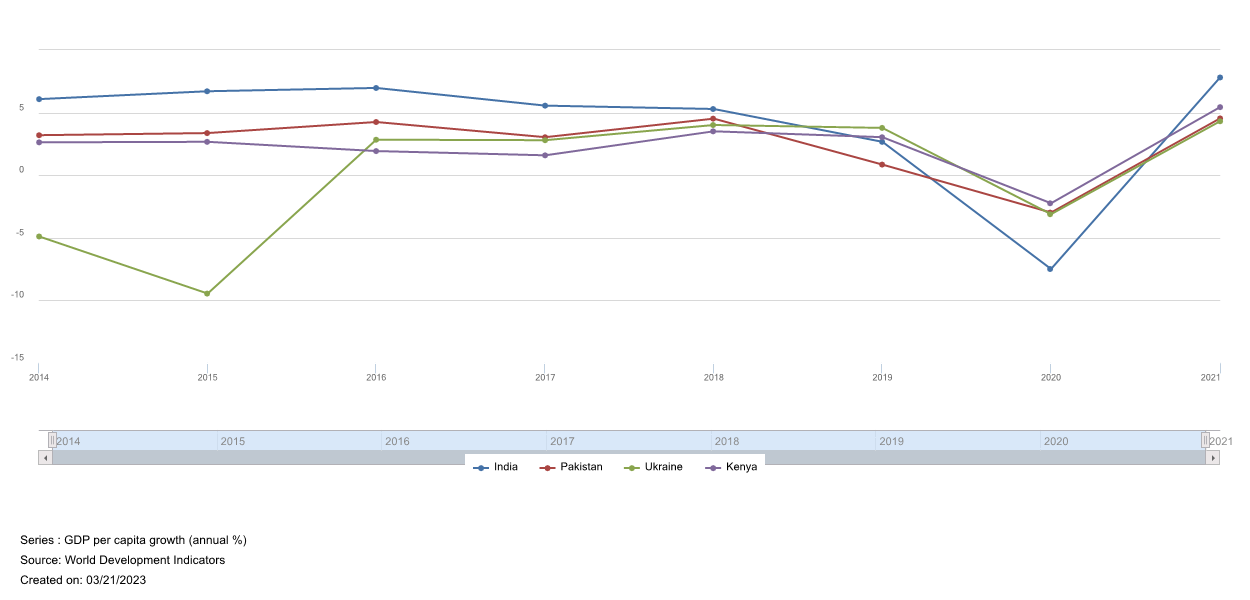 5
0
-5
-10
-15
2014 2015 2016 2017 2018 2019 2020 2021
2014 2015 2016 2017 2018 2019 2020 2021
India Pakistan Ukraine Kenya
Series : GDP per capita growth (annual %)
Source: World Development Indicators
Created on: 03/21/2023